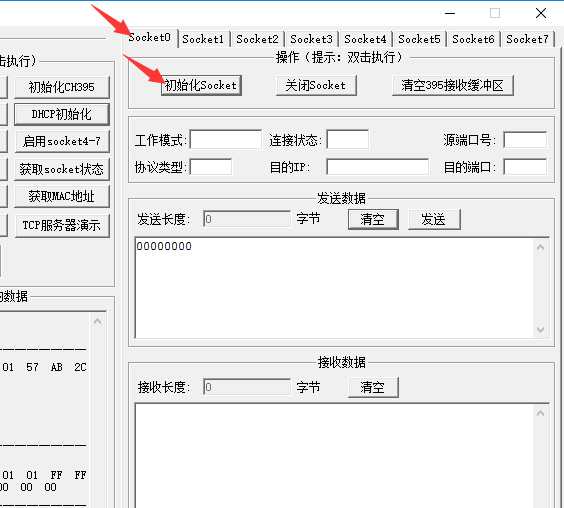 Socket0 Socket1 Socket2 Socket3 Socket4 Socket5 Socket6 Socket7
击执行)
初始化CH395
DHCP初始化
启用socket4-7
获取socket状态
获取MAC地址
TCP服务器演示
数据
01 57 AB 2C
01 01 FF FF
00 00 00
操作(提示: 双击执行)
初始化Socket 关闭Socket 清空395接收缓冲区
工作模式: 连接状态: 源端口号:
协议类型: 目的IP: 目的端口:
发送数据
发送长度: 0 字节 清空 发送
00000000
接收数据
接收长度: 0 字节 清空